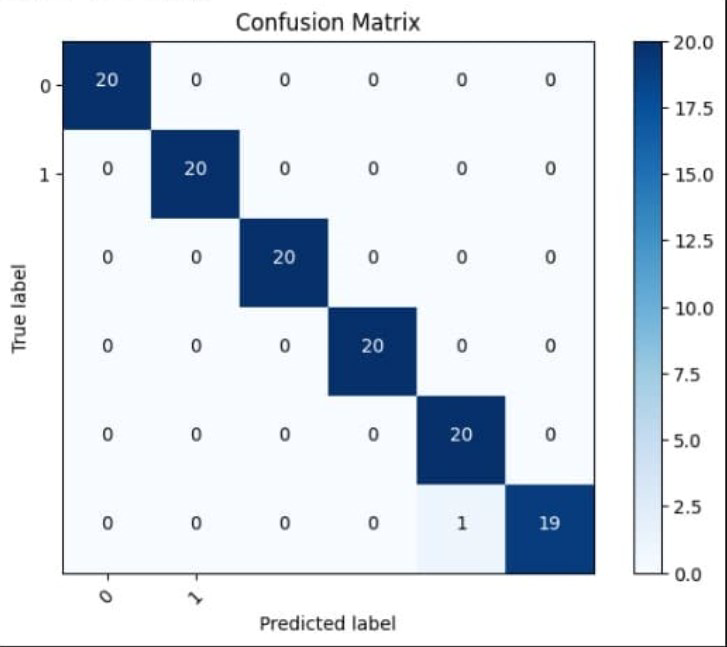 Confusion Matrix
0 20 0 0 0 0 0
1 0 20 0 0 0 0
0 0 20 0 0 0
0 0 0 20 0 0
0 0 0 0 20 0
0 0 0 0 1 19
0 1
True label
Predicted label
20.0
17.5
15.0
12.5
10.0
7.5
5.0
2.5
0.0